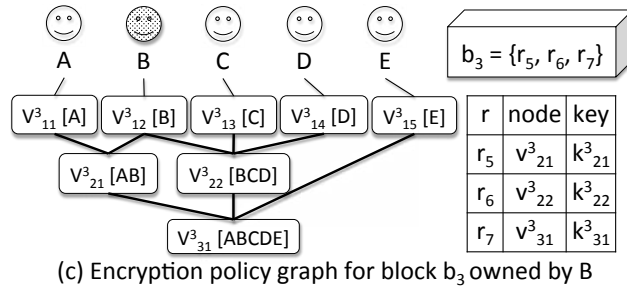 A B C D E
b₃ = {r₅, r₆, r₇}
V³₁₁ [A] V³₁₂ [B] V³₁₃ [C] V³₁₄ [D] V³₁₅ [E]
V³₂₁ [AB] V³₂₂ [BCD]
V³₃₁ [ABCDE]
r node key
r₅ v³₂₁ k³₂₁
r₆ v³₂₂ k³₂₂
r₇ v³₃₁ k³₃₁
(c) Encryption policy graph for block b₃ owned by B